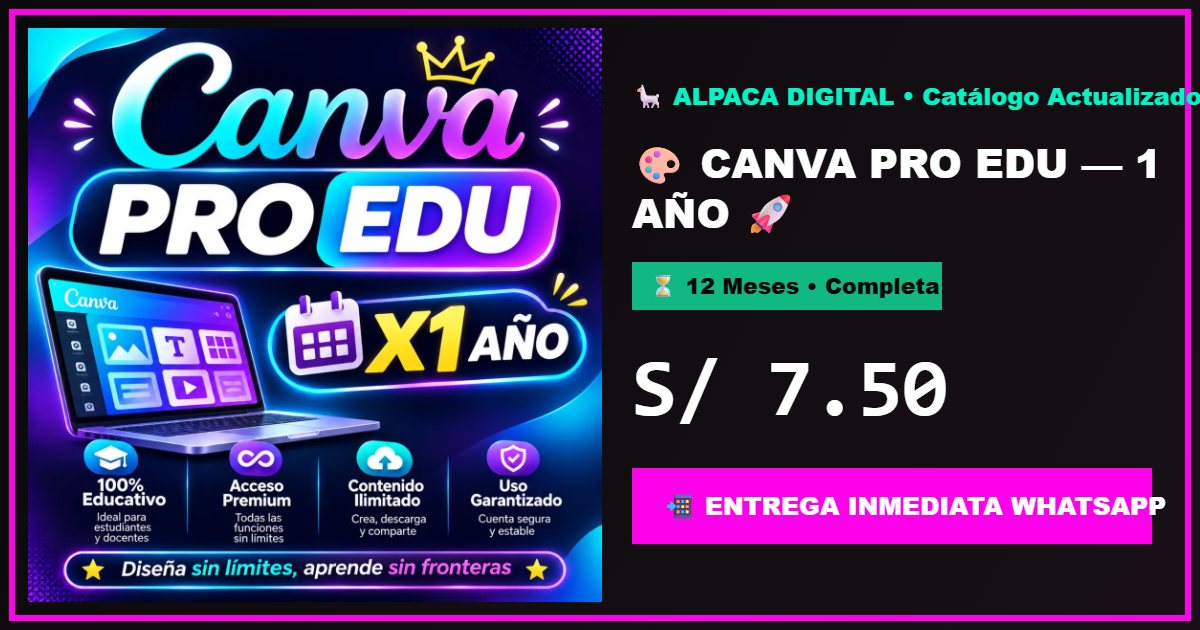 Canva
PRO EDU
Canva
T
X1 AÑO
100%
Educativo
Ideal para
estudiantes
y docentes
Acceso
Premium
Todas las
funciones
sin límites
Contenido
Ilimitado
Crea, descarga
y comparte
Uso
Garantizado
Cuenta segura
y estable
Diseña sin límites, aprende sin fronteras
🦙 ALPACA DIGITAL • Catálogo Actualizado
🎨 CANVA PRO EDU — 1
AÑO 🚀
⏳ 12 Meses • Completa
S/ 7.50
📲 ENTREGA INMEDIATA WHATSAPP